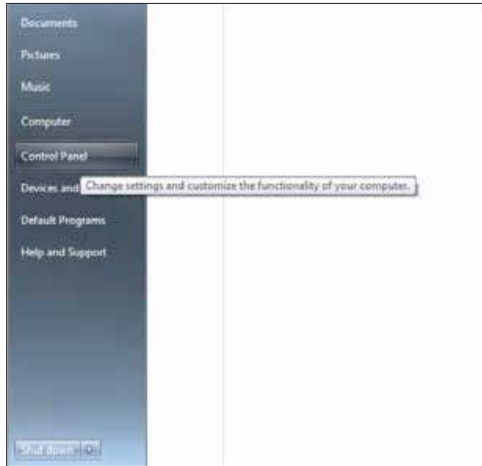 Documents
Pictures
Music
Computer
Control Panel
Devices and
Change settings and customize the functionality of your computer.
Default Programs
Help and Support
Shut down